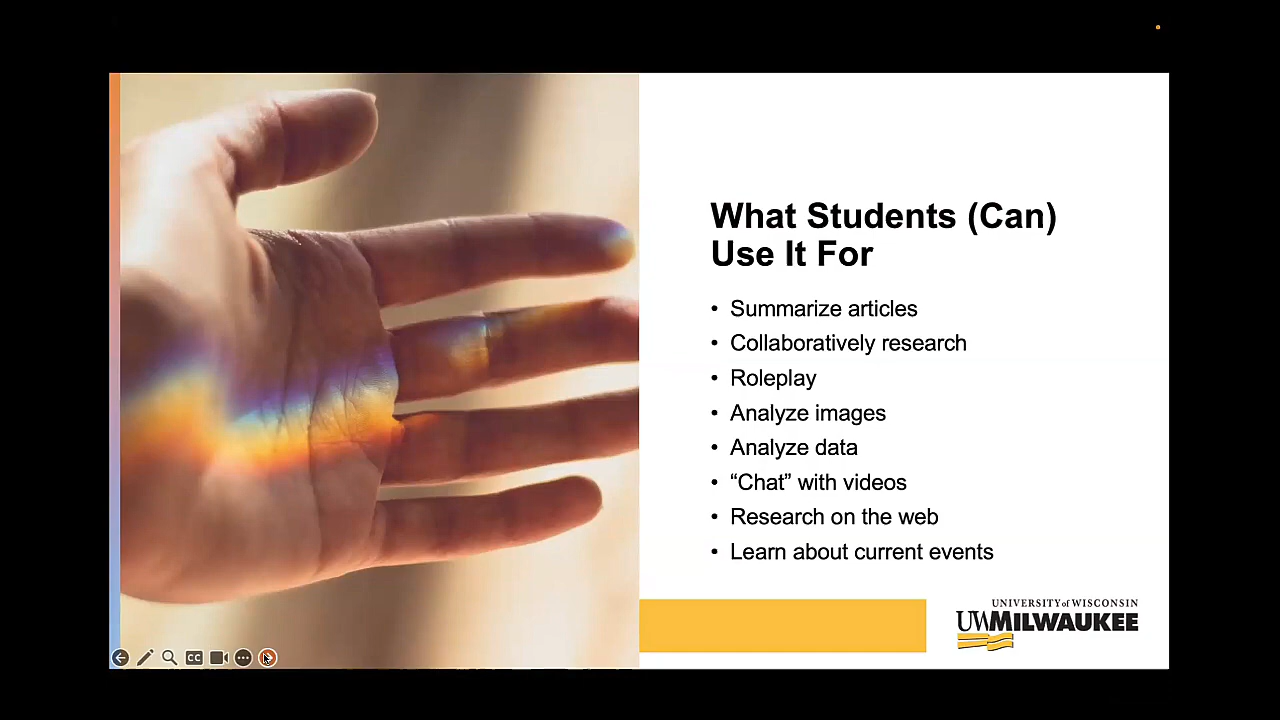 What Students (Can)
Use It For
• Summarize articles
• Collaboratively research
• Roleplay
• Analyze images
• Analyze data
• “Chat” with videos
• Research on the web
• Learn about current events
UNIVERSITY of WISCONSIN
UWMILWAUKEE
CC